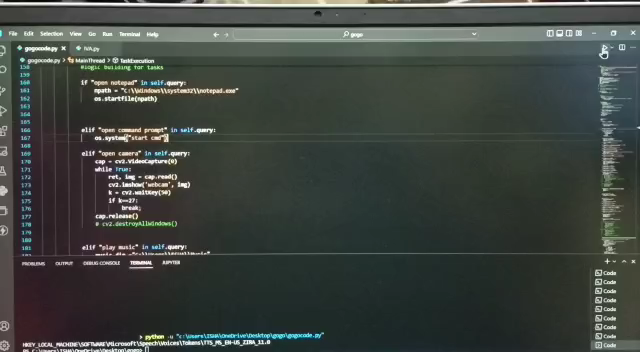 File Edit Selection View Go Run Terminal Help gogo
gogocode.py IVA.py
gogocode.py > MainThread > TaskExecution
158 #logic building for tasks
159
160 if "open notepad" in self.query:
161 npath = "C:\\Windows\\system32\\notepad.exe"
162 os.startfile(npath)
166 elif "open command prompt" in self.query:
167 os.system("start cmd")
168
169 elif "open camera" in self.query:
170 cap = cv2.VideoCapture(0)
171 while True:
172 ret, img = cap.read()
173 cv2.imshow('webcam', img)
174 k = cv2.waitKey(50)
175 if k==27:
176 break;
177 cap.release()
178 # cv2.destroyAllWindows()
179
180 elif "play music" in self.query:
PROBLEMS OUTPUT DEBUG CONSOLE TERMINAL JUPYTER
Code
Code
Code
Code
Code
Code
Code
Code
> python -u "c:\Users\ISHA\OneDrive\Desktop\gogo\gogocode.py"
HKEY_LOCAL_MACHINE\SOFTWARE\Microsoft\Speech\Voices\Tokens\TTS_MS_EN-US_ZIRA_11.0
PS C:\Users\ISHA\OneDrive\Desktop\gogo>